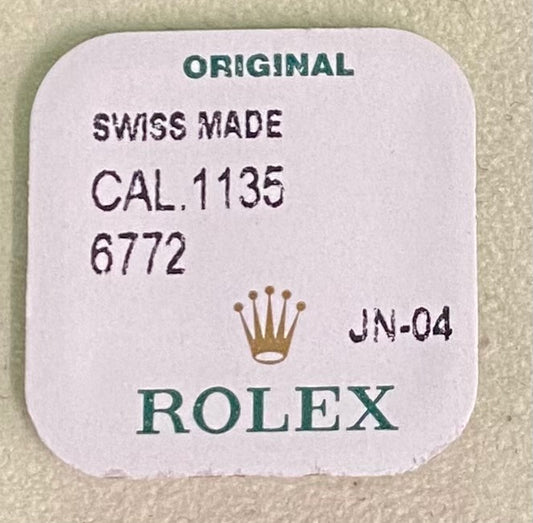 ORIGINAL
SWISS MADE
CAL.1135
6772
JN-04
ROLEX